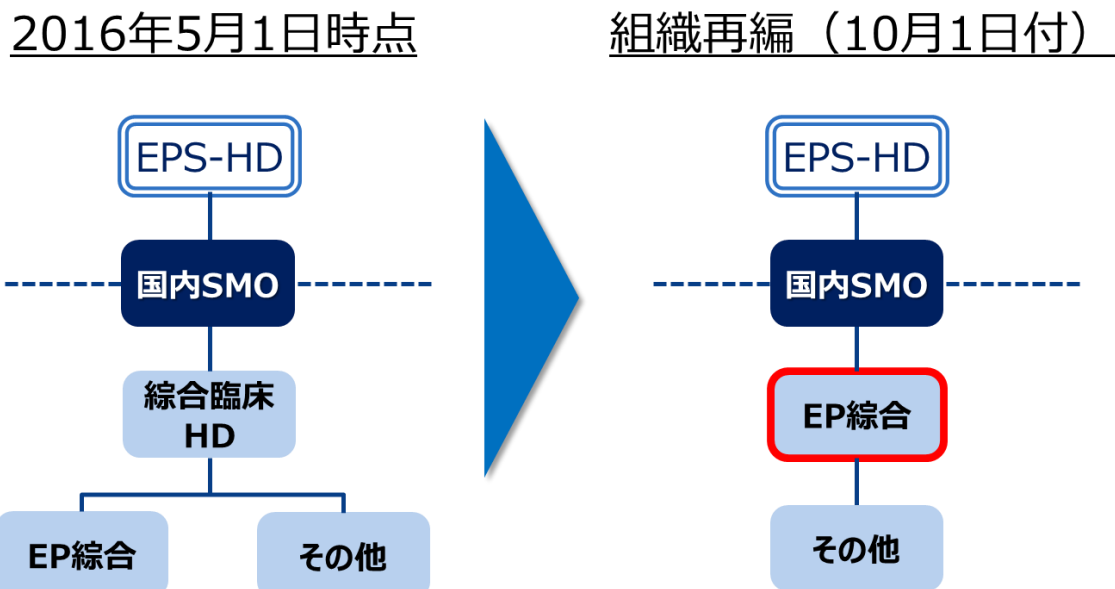 2016年5月1日時点
EPS-HD
国内SMO
綜合臨床
HD
EP綜合
その他
組織再編（10月1日付）
EPS-HD
国内SMO
EP綜合
その他